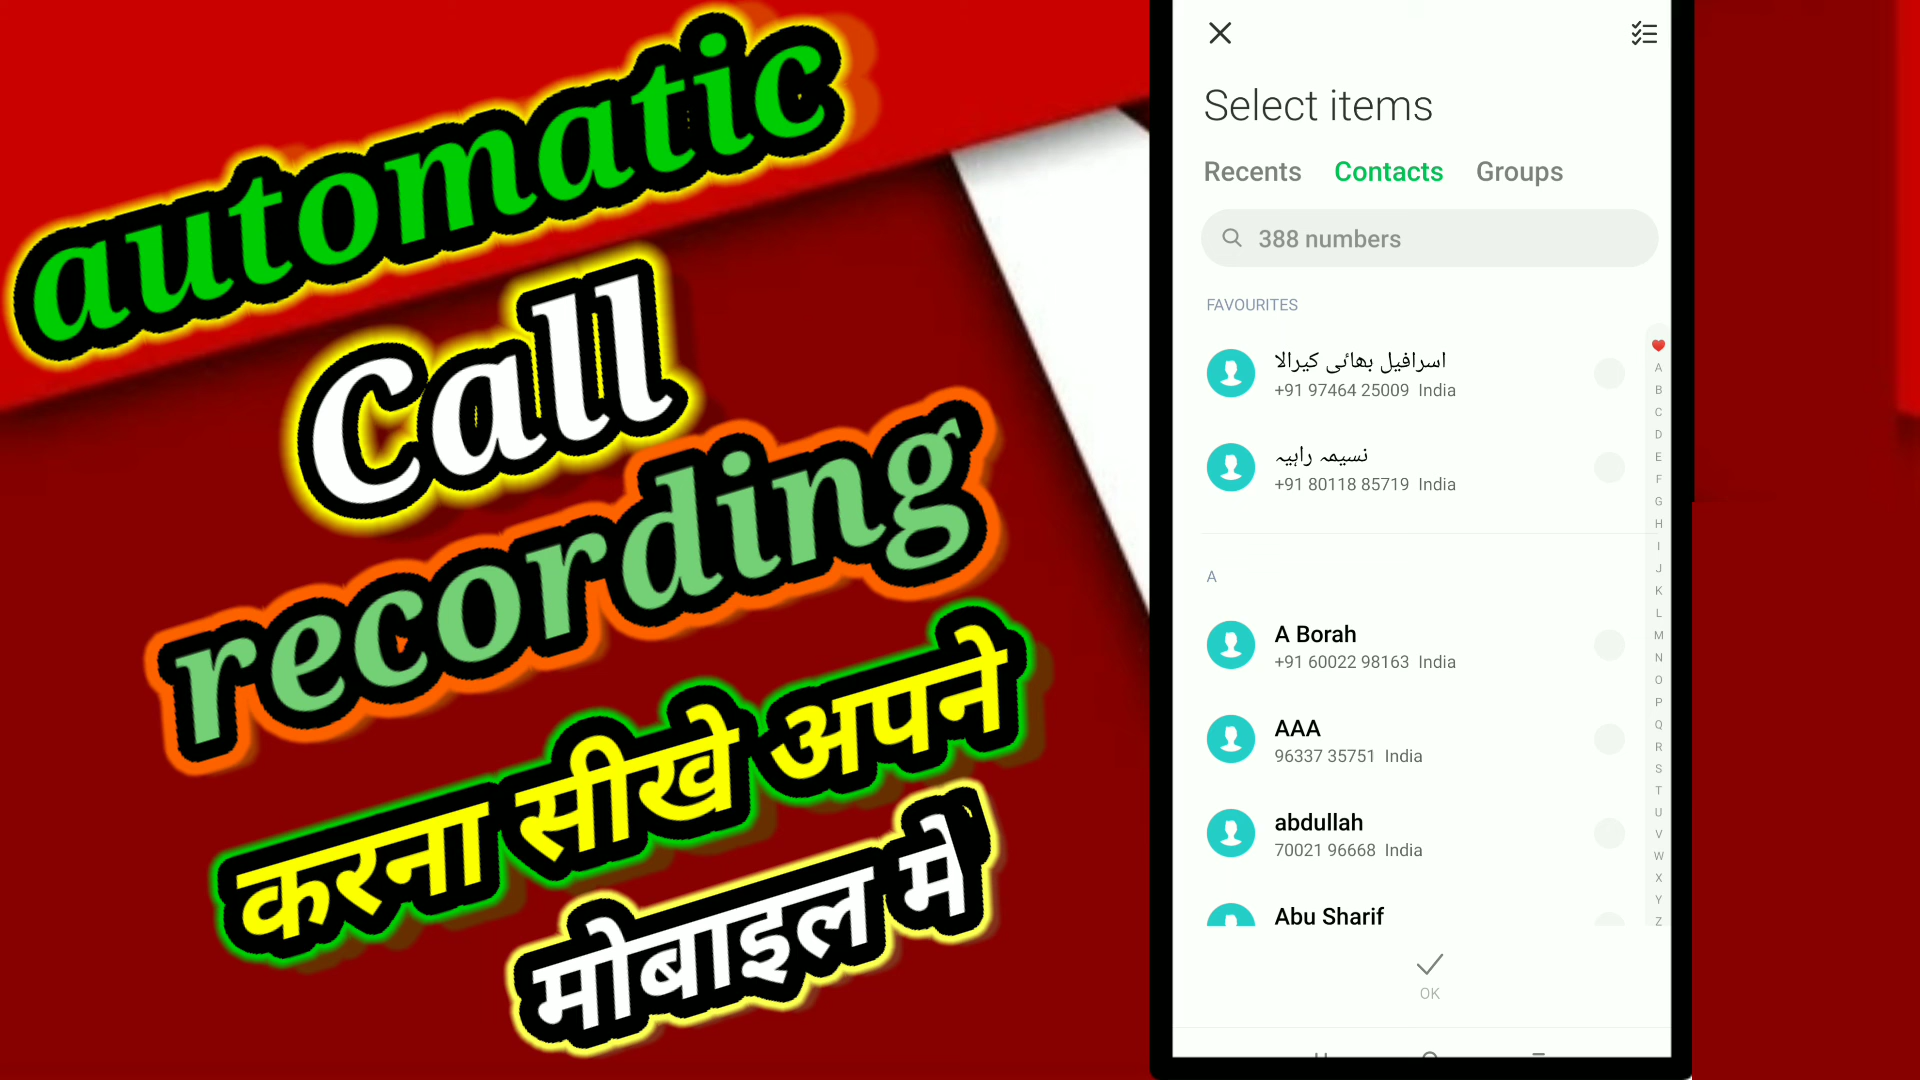 automatic
Call
recording
करना सीखे अपने
मोबाइल मे
Select items
Recents Contacts Groups
388 numbers
FAVOURITES
اسرافیل بھائی کیرالا
+91 97464 25009 India
نسیمہ راہیہ
+91 80118 85719 India
A
A Borah
+91 60022 98163 India
AAA
96337 35751 India
abdullah
70021 96668 India
Abu Sharif
OK
A
B
C
D
E
F
G
H
I
J
K
L
M
N
O
P
Q
R
S
T
U
V
W
X
Y
Z